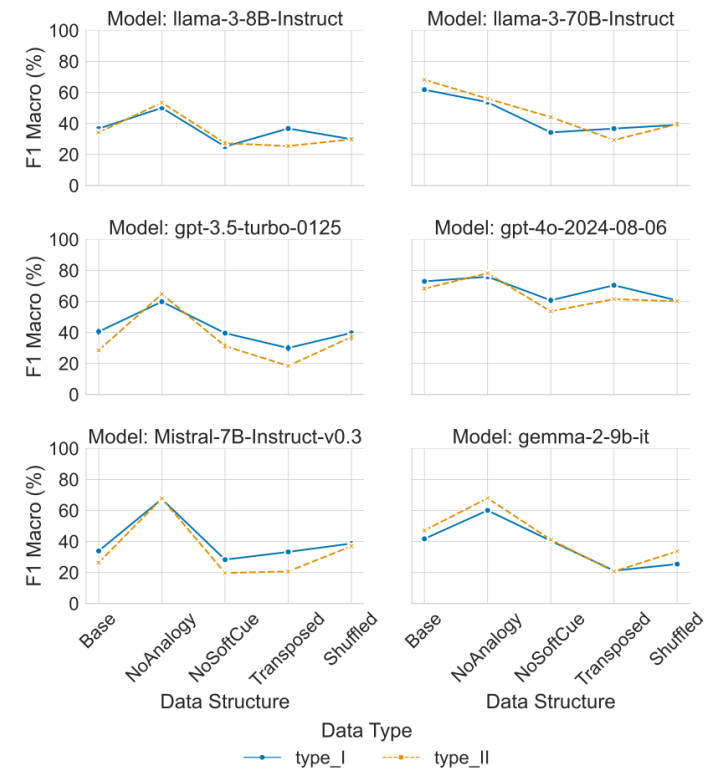 Model: llama-3-8B-Instruct
Model: llama-3-70B-Instruct
100
80
60
40
20
0
F1 Macro (%)
Model: gpt-3.5-turbo-0125
Model: gpt-4o-2024-08-06
100
80
60
40
20
0
F1 Macro (%)
Model: Mistral-7B-Instruct-v0.3
Model: gemma-2-9b-it
100
80
60
40
20
0
F1 Macro (%)
Base
NoAnalogy
NoSoftCue
Transposed
Shuffled
Base
NoAnalogy
NoSoftCue
Transposed
Shuffled
Data Structure
Data Structure
Data Type
type_I
type_II